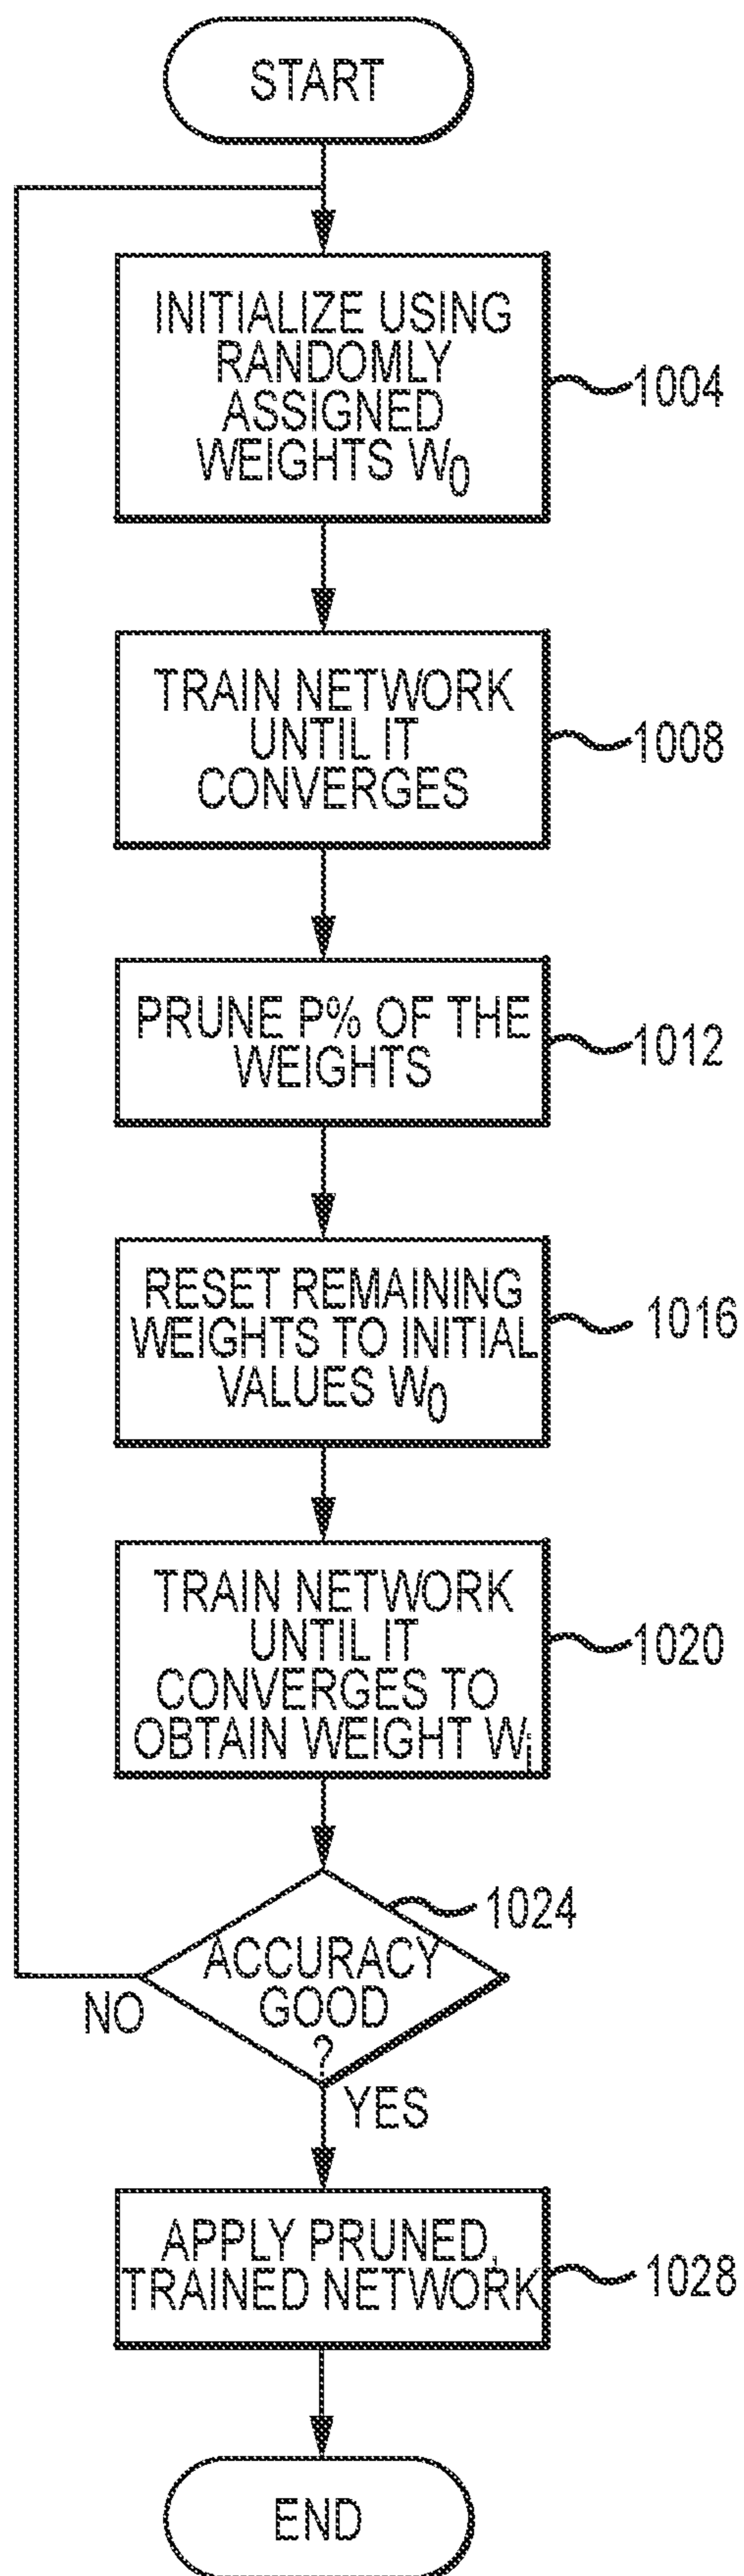 START
INITIALIZE USING
RANDOMLY
ASSIGNED
WEIGHTS W0
1004
TRAIN NETWORK
UNTIL IT
CONVERGES
1008
PRUNE P% OF THE
WEIGHTS
1012
RESET REMAINING
WEIGHTS TO INITIAL
VALUES W0
1016
TRAIN NETWORK
UNTIL IT
CONVERGES TO
OBTAIN WEIGHT Wi
1020
1024
ACCURACY
GOOD
?
NO
YES
APPLY PRUNED,
TRAINED NETWORK
1028
END